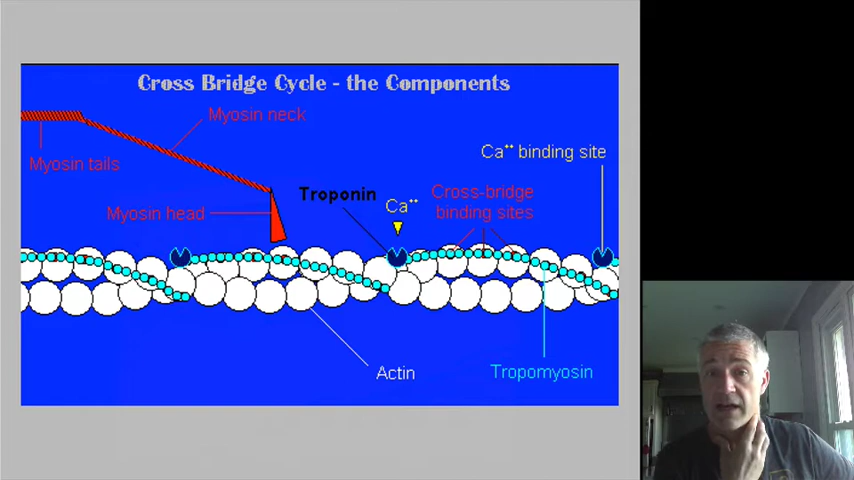 Cross Bridge Cycle - the Components
Myosin neck
Myosin tails
Ca++ binding site
Troponin
Ca++
Cross-bridge
binding sites
Myosin head
Actin
Tropomyosin